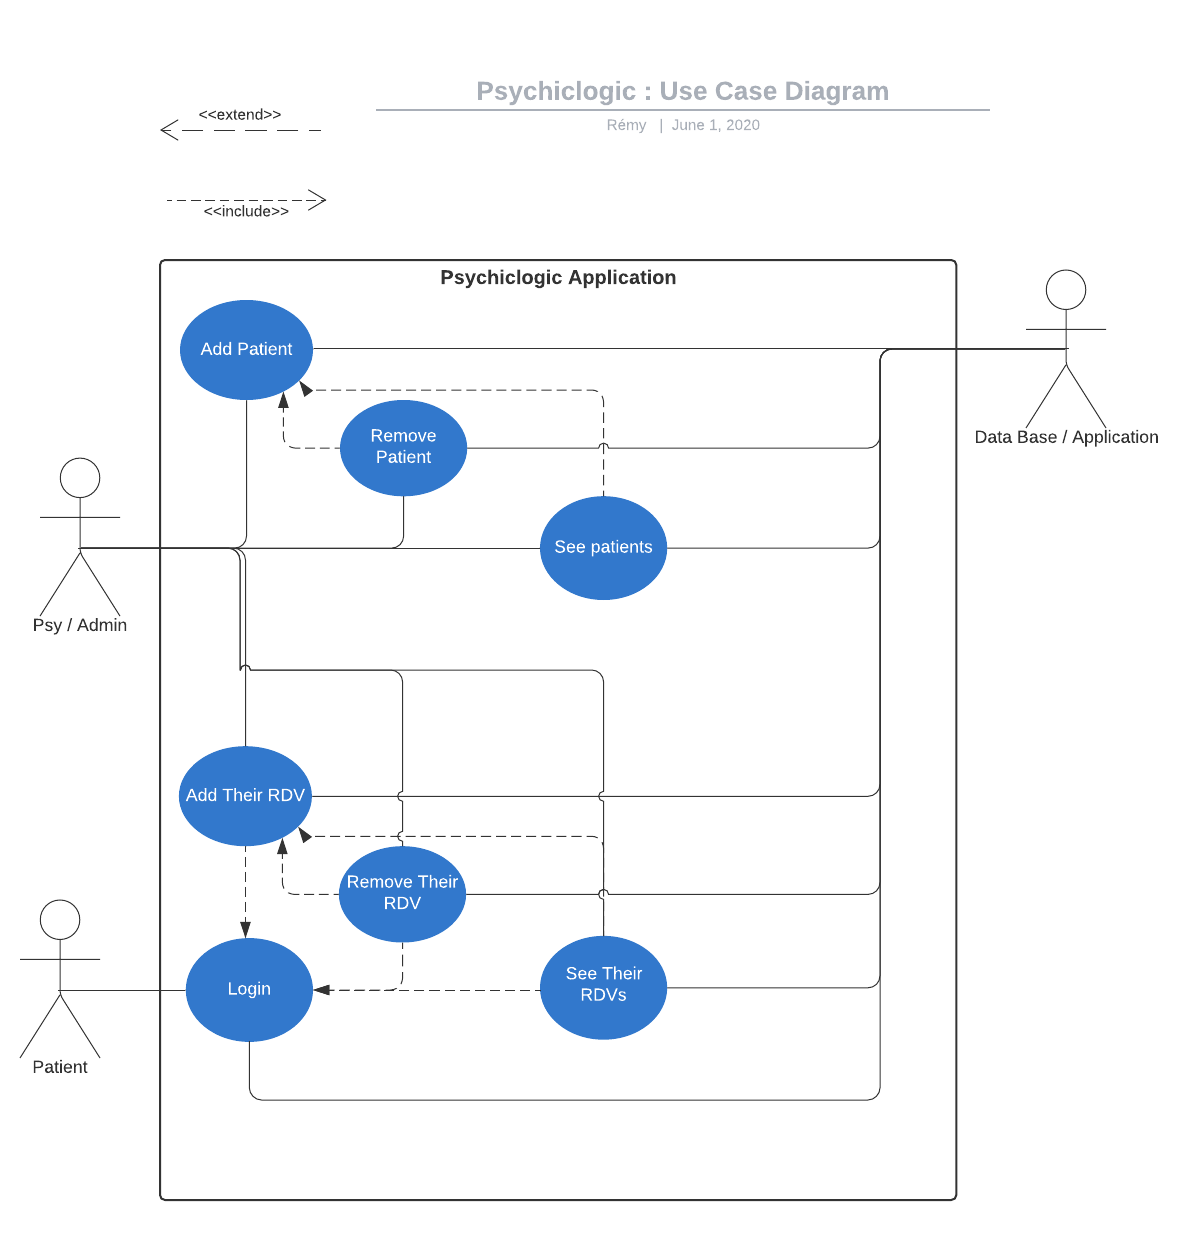 Psychiclogic : Use Case Diagram
Rémy | June 1, 2020
<<extend>>
<<include>>
Psychiclogic Application
Add Patient
Remove
Patient
See patients
Data Base / Application
Psy / Admin
Add Their RDV
Remove Their
RDV
See Their
RDVs
Login
Patient